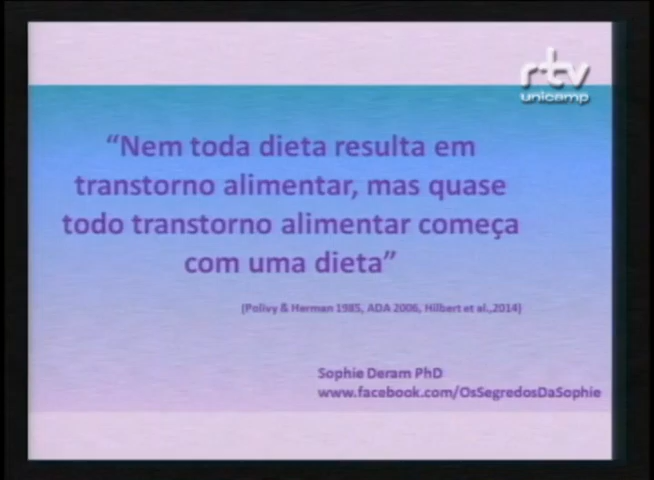 rtv
unicamp
“Nem toda dieta resulta em
transtorno alimentar, mas quase
todo transtorno alimentar começa
com uma dieta”
(Polivy & Herman 1985, ADA 2006, Hilbert et al.,2014)
Sophie Deram PhD
www.facebook.com/OsSegredosDaSophie